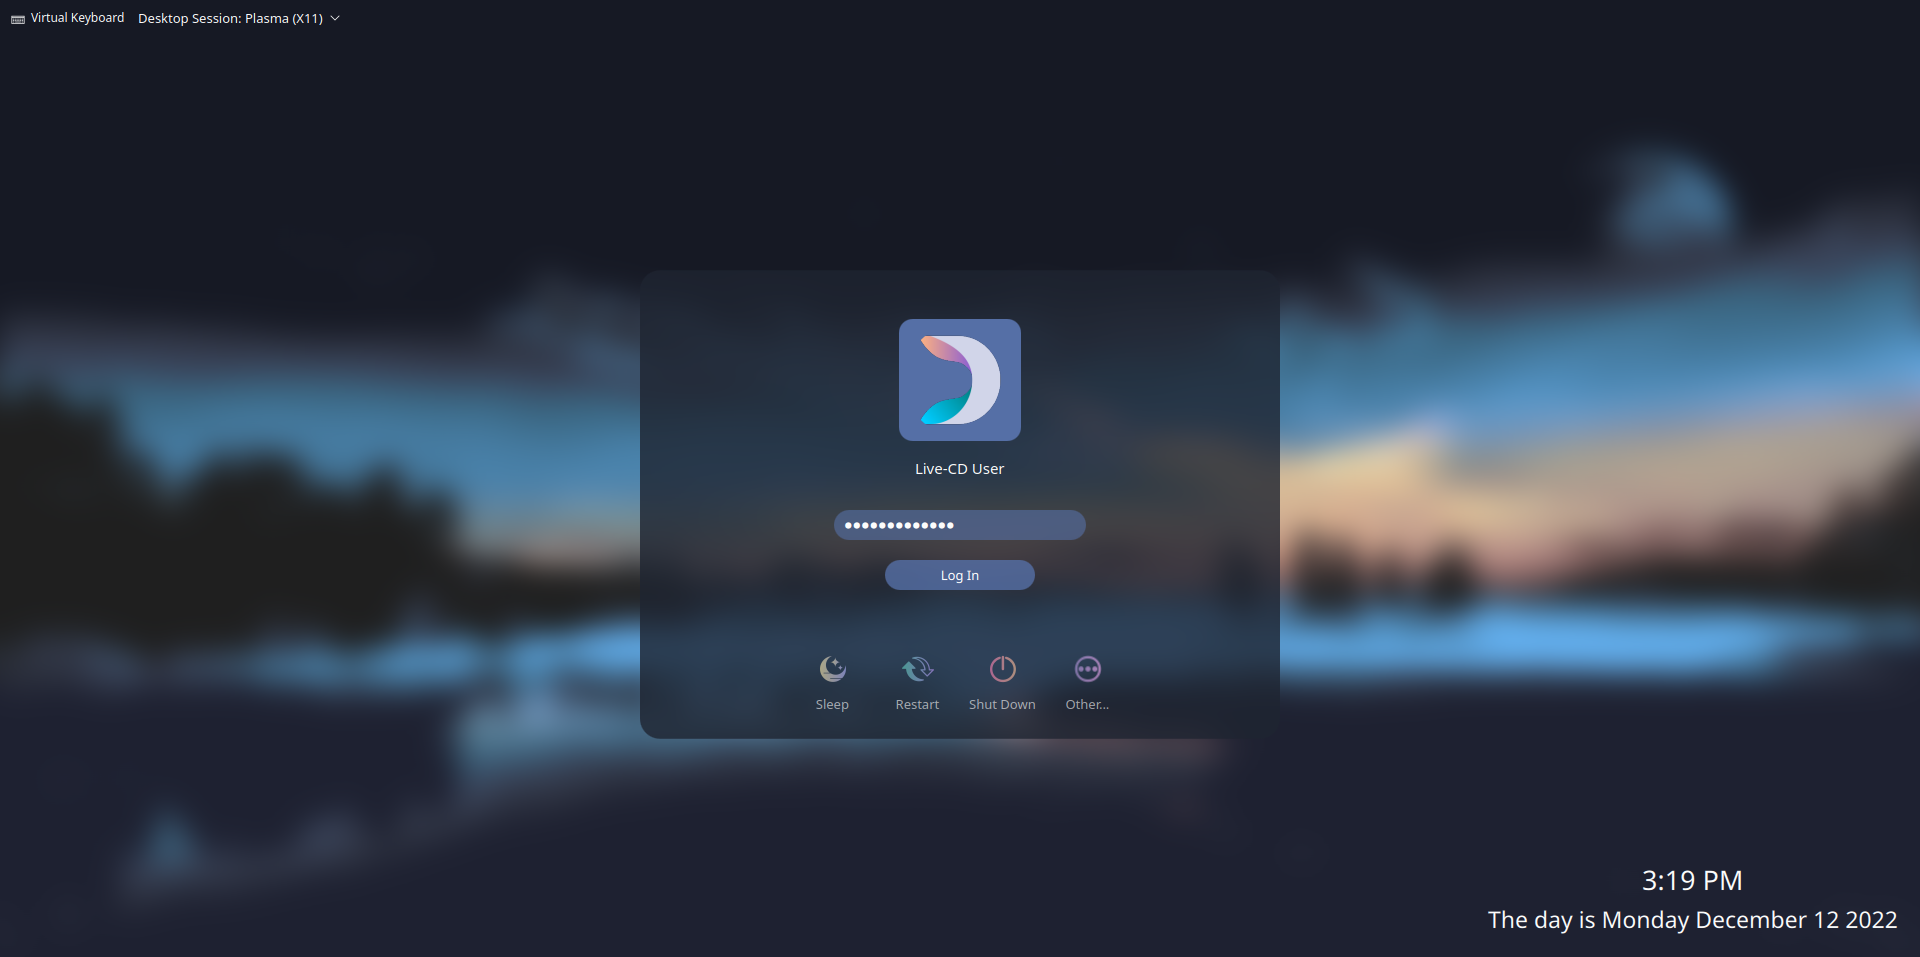 Virtual Keyboard Desktop Session: Plasma (X11)
Live-CD User
Log In
Sleep Restart Shut Down Other...
3:19 PM
The day is Monday December 12 2022